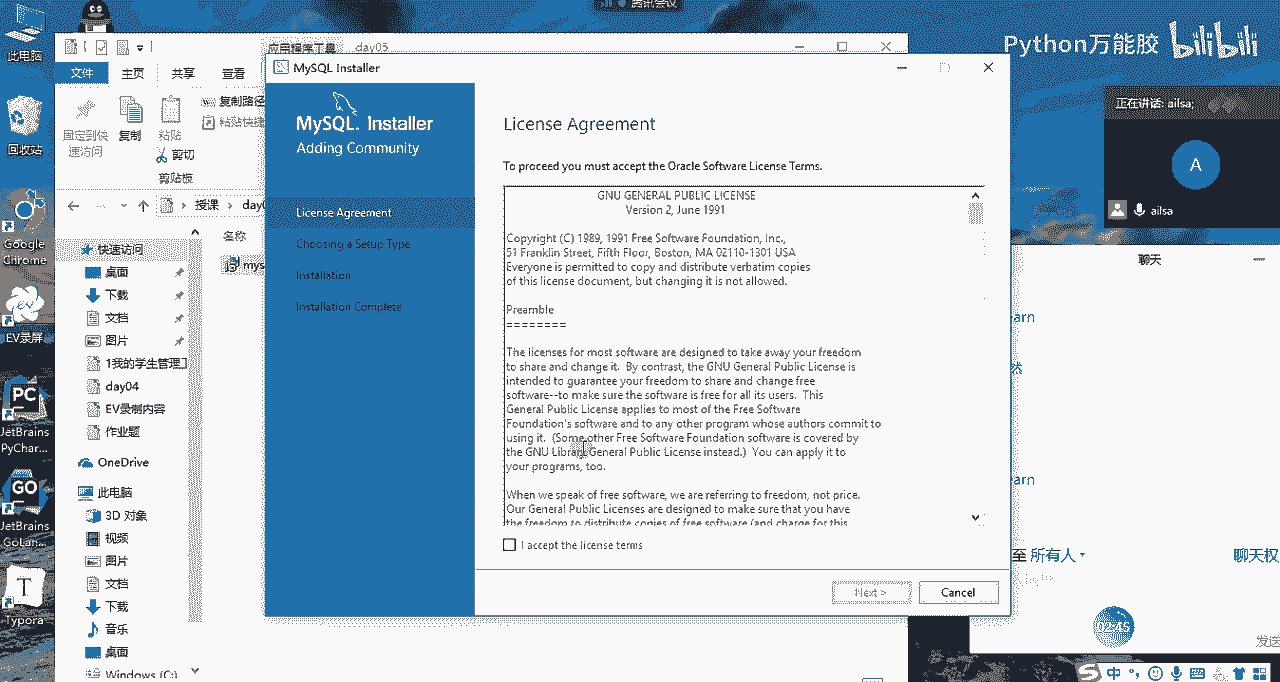 此电脑
回收站
Google
Chrome
EV录屏
JetBrains
PyChar...
JetBrains
GoLan...
Typora
腾讯会议
应用程序工具
day05
文件
主页
共享
查看
固定到快
速访问
复制
粘贴
复制路径
粘贴快捷
剪切
剪贴板
授课
名称
快速访问
桌面
下载
文档
图片
1我的学生管理
day04
EV录制内容
作业题
OneDrive
此电脑
3D 对象
视频
图片
文档
下载
音乐
桌面
Windows (C:)
MySQL Installer
MySQL. Installer
Adding Community
License Agreement
Choosing a Setup Type
Installation
Installation Complete
License Agreement
To proceed you must accept the Oracle Software License Terms.
GNU GENERAL PUBLIC LICENSE
Version 2, June 1991
Copyright (C) 1989, 1991 Free Software Foundation, Inc.,
51 Franklin Street, Fifth Floor, Boston, MA 02110-1301 USA
Everyone is permitted to copy and distribute verbatim copies
of this license document, but changing it is not allowed.
Preamble
========
The licenses for most software are designed to take away your freedom
to share and change it. By contrast, the GNU General Public License is
intended to guarantee your freedom to share and change free
software--to make sure the software is free for all its users. This
General Public License applies to most of the Free Software
Foundation's software and to any other program whose authors commit to
using it. (Some other Free Software Foundation software is covered by
the GNU Library General Public License instead.) You can apply it to
your programs, too.
When we speak of free software, we are referring to freedom, not price.
Our General Public Licenses are designed to make sure that you have
the freedom to distribute copies of free software (and charge for this
I accept the license terms
Next >
Cancel
Python万能胶 bilibili
正在讲话: ailsa;
A
ailsa
聊天
至 所有人
聊天权
02:45
发送
中